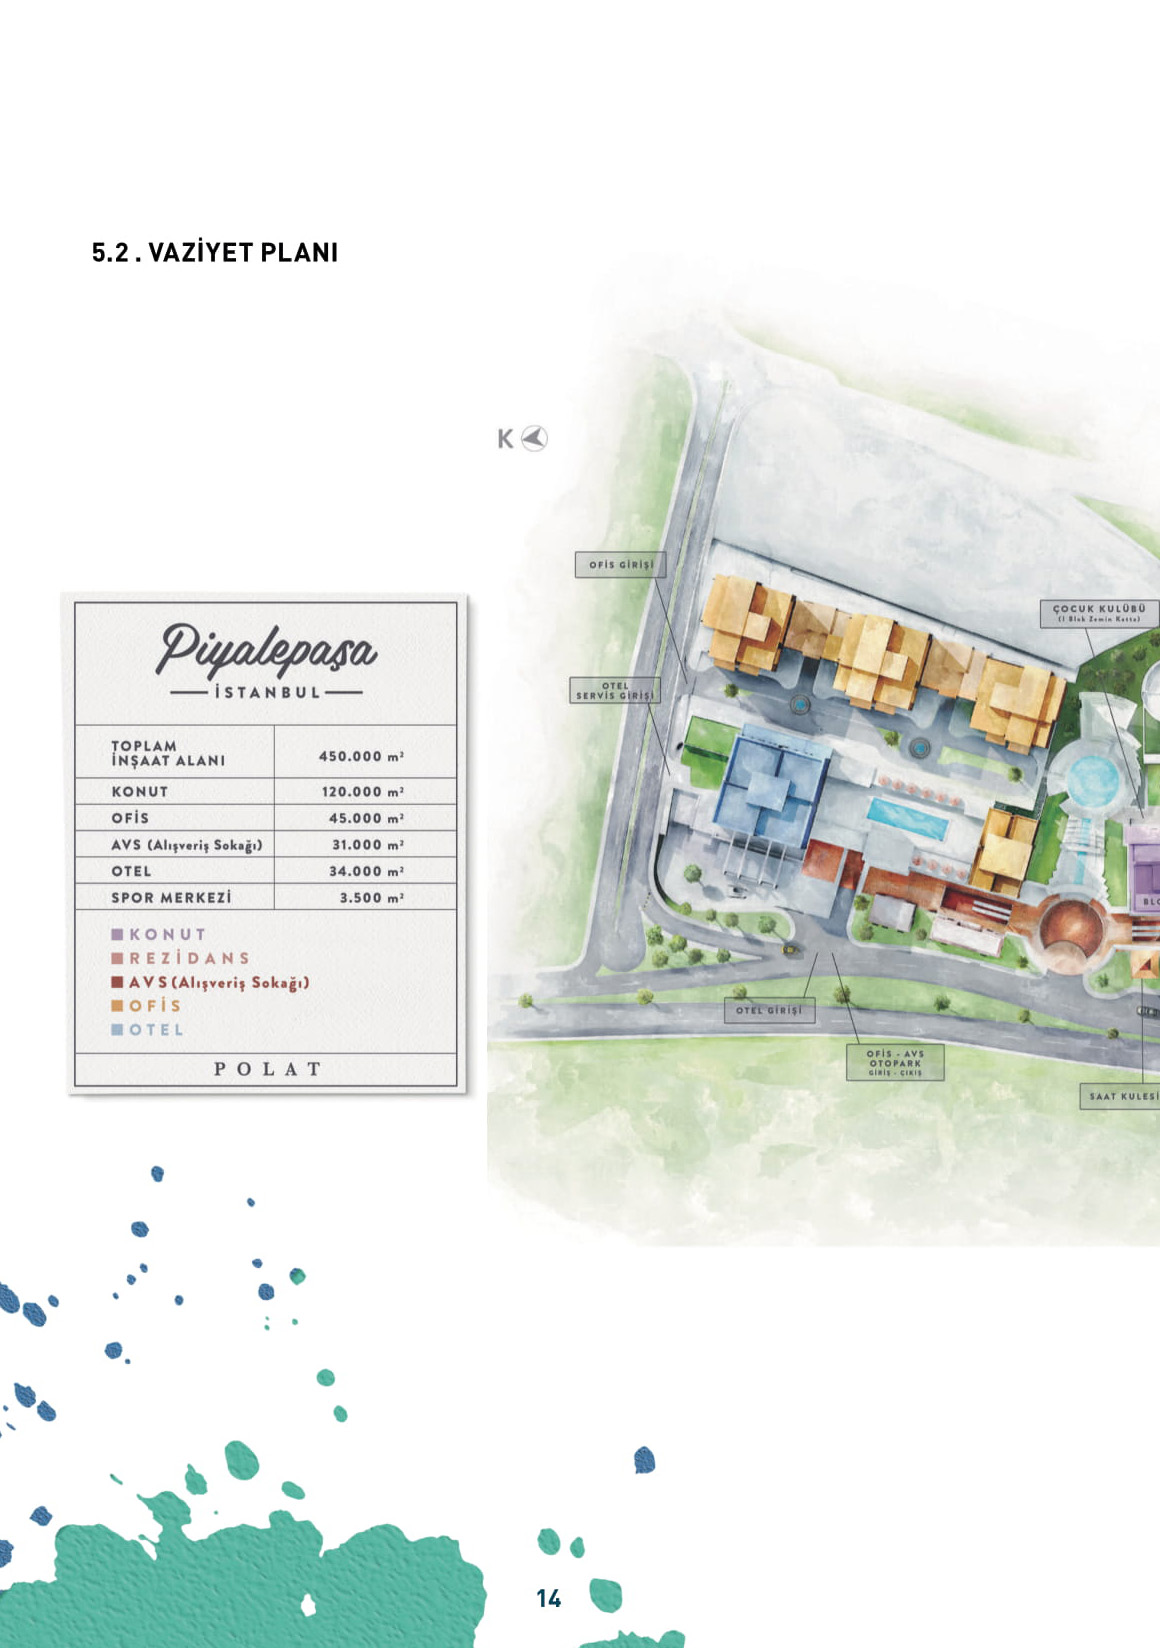 5.2 . VAZİYET PLANI
K
OFİS GİRİŞİ
OTEL
SERVİS GİRİŞİ
ÇOCUK KULÜBÜ
(I Blok Zemin Katta)
Piyalepaşa
İSTANBUL
TOPLAM
İNŞAAT ALANI 450.000 m²
KONUT 120.000 m²
OFİS 45.000 m²
AVS (Alışveriş Sokağı) 31.000 m²
OTEL 34.000 m²
SPOR MERKEZİ 3.500 m²
KONUT
REZİDANS
AVS (Alışveriş Sokağı)
OFİS
OTEL
POLAT
OTEL GİRİŞİ
OFİS - AVS
OTOPARK
GİRİŞ - ÇIKIŞ
SAAT KULESİ
14